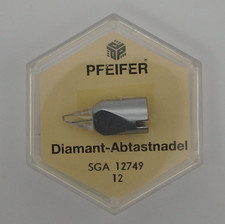 PFEIFER®
Diamant-Abtastnadel
SGA 12749
12